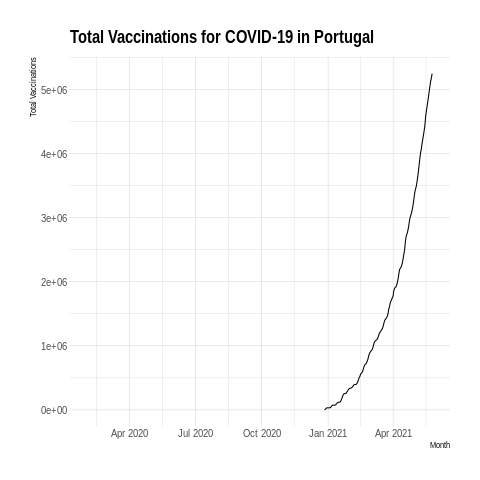 Total Vaccinations for COVID-19 in Portugal
Total Vaccinations
5e+06
4e+06
3e+06
2e+06
1e+06
0e+00
Apr 2020 Jul 2020 Oct 2020 Jan 2021 Apr 2021
Month